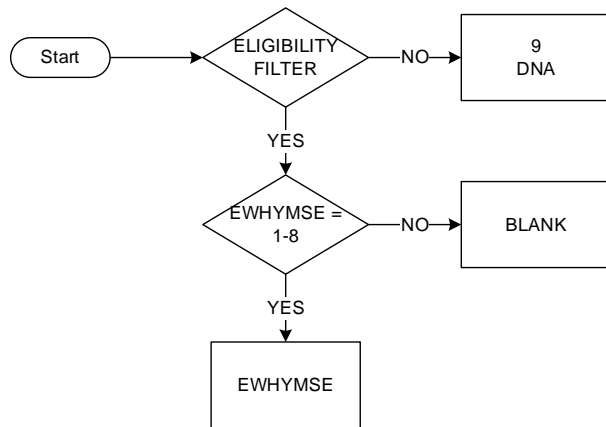 Start
ELIGIBILITY
FILTER
NO
9
DNA
YES
EWHYMSE =
1-8
NO
BLANK
YES
EWHYMSE